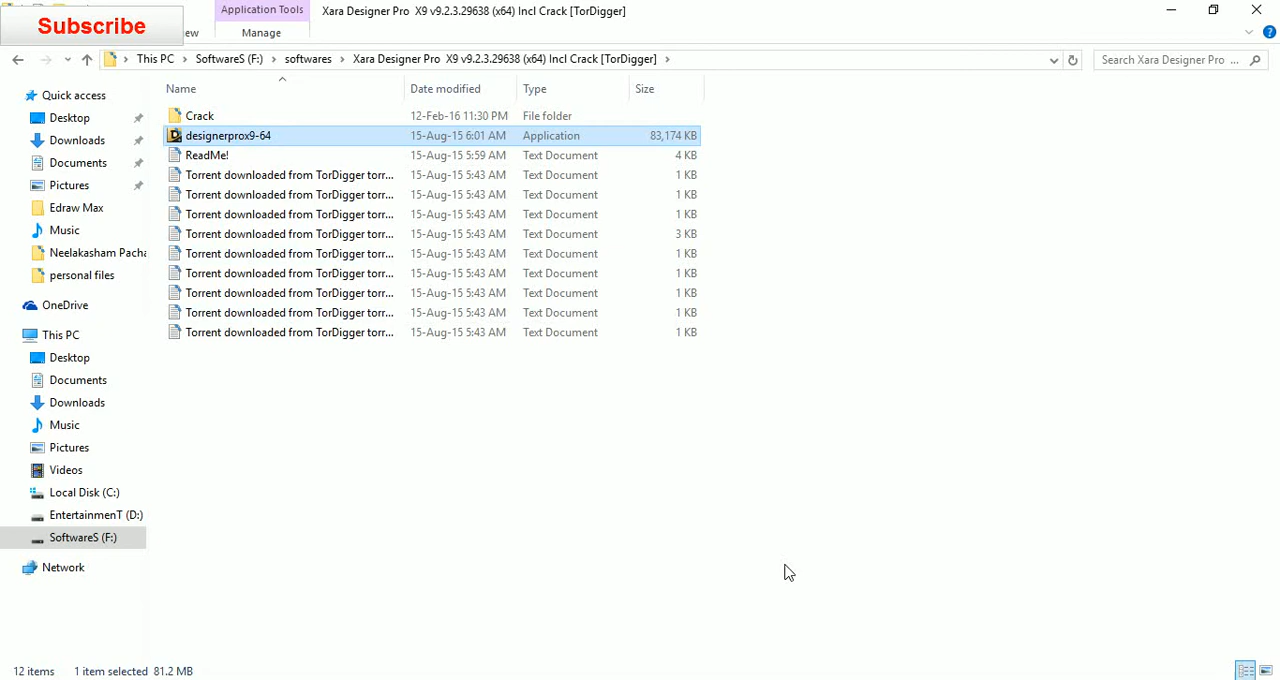 Subscribe
ew
Application Tools
Manage
Xara Designer Pro X9 v9.2.3.29638 (x64) Incl Crack [TorDigger]
This PC > SoftwareS (F:) > softwares > Xara Designer Pro X9 v9.2.3.29638 (x64) Incl Crack [TorDigger] >
Search Xara Designer Pro ...
Name Date modified Type Size
Crack 12-Feb-16 11:30 PM File folder
designerprox9-64 15-Aug-15 6:01 AM Application 83,174 KB
ReadMe! 15-Aug-15 5:59 AM Text Document 4 KB
Torrent downloaded from TorDigger torr... 15-Aug-15 5:43 AM Text Document 1 KB
Torrent downloaded from TorDigger torr... 15-Aug-15 5:43 AM Text Document 1 KB
Torrent downloaded from TorDigger torr... 15-Aug-15 5:43 AM Text Document 1 KB
Torrent downloaded from TorDigger torr... 15-Aug-15 5:43 AM Text Document 3 KB
Torrent downloaded from TorDigger torr... 15-Aug-15 5:43 AM Text Document 1 KB
Torrent downloaded from TorDigger torr... 15-Aug-15 5:43 AM Text Document 1 KB
Torrent downloaded from TorDigger torr... 15-Aug-15 5:43 AM Text Document 1 KB
Torrent downloaded from TorDigger torr... 15-Aug-15 5:43 AM Text Document 1 KB
Torrent downloaded from TorDigger torr... 15-Aug-15 5:43 AM Text Document 1 KB
Quick access
Desktop
Downloads
Documents
Pictures
Edraw Max
Music
Neelakasham Pacha
personal files
OneDrive
This PC
Desktop
Documents
Downloads
Music
Pictures
Videos
Local Disk (C:)
EntertainmenT (D:)
SoftwareS (F:)
Network
12 items 1 item selected 81.2 MB